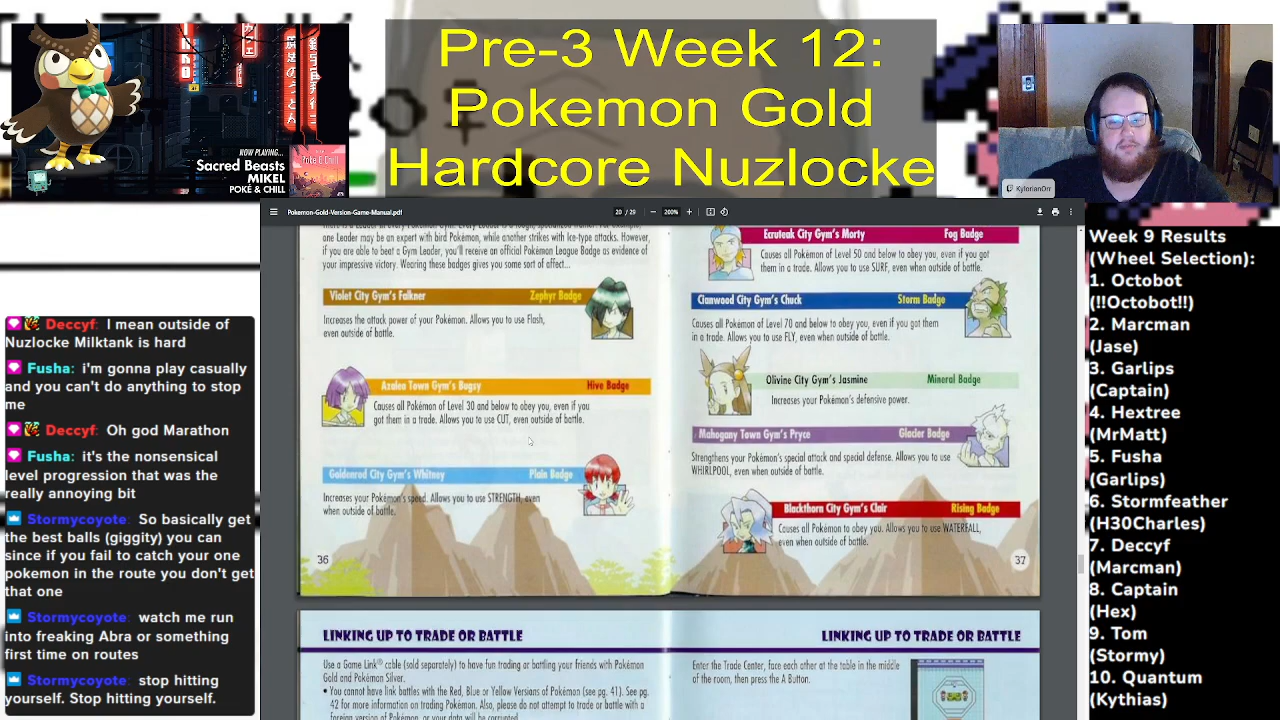 Pre-3 Week 12:
Pokemon Gold
Hardcore Nuzlocke
NOW PLAYING...
Sacred Beasts
MIKEL
POKÉ & CHILL
Poké & Chill
KylorianOrr
Pokemon-Gold-Version-Game-Manual.pdf
20 / 29
200%
one Leader may be an expert with bird Pokémon, while another strikes with Ice-type attacks. However,
if you are able to beat a Gym Leader, you'll receive an official Pokémon League Badge as evidence of
your impressive victory. Wearing these badges gives you some sort of affect...
Violet City Gym's Falkner Zephyr Badge
Increases the attack power of your Pokémon. Allows you to use Flash,
even outside of battle.
Azalea Town Gym's Bugsy Hive Badge
Causes all Pokémon of Level 30 and below to obey you, even if you
got them in a trade. Allows you to use CUT, even outside of battle.
Goldenrod City Gym's Whitney Plain Badge
Increases your Pokémon's speed. Allows you to use STRENGTH, even
when outside of battle.
36
Ecruteak City Gym's Morty Fog Badge
Causes all Pokémon of Level 50 and below to obey you, even if you got
them in a trade. Allows you to use SURF, even when outside of battle.
Cianwood City Gym's Chuck Storm Badge
Causes all Pokémon of Level 70 and below to obey you, even if you got them
in a trade. Allows you to use FLY, even when outside of battle.
Olivine City Gym's Jasmine Mineral Badge
Increases your Pokémon's defensive power.
Mahogany Town Gym's Pryce Glacier Badge
Strengthens your Pokémon's special attack and special defense. Allows you to use
WHIRLPOOL, even when outside of battle.
Blackthorn City Gym's Clair Rising Badge
Causes all Pokémon to obey you. Allows you to use WATERFALL,
even when outside of battle.
37
LINKING UP TO TRADE OR BATTLE
Use a Game Link® cable (sold separately) to have fun trading or battling your friends with Pokémon
Gold and Pokémon Silver.
• You cannot have link battles with the Red, Blue or Yellow Versions of Pokémon (see pg. 41). See pg.
42 for more information on trading Pokémon. Also, please do not attempt to trade or battle with a
foreign version of Pokémon, or your data will be corrupted.
LINKING UP TO TRADE OR BATTLE
Enter the Trade Center, face each other at the table in the middle
of the room, then press the A Button.
Deccyf: I mean outside of
Nuzlocke Milktank is hard
Fusha: i'm gonna play casually
and you can't do anything to stop
me
Deccyf: Oh god Marathon
Fusha: it's the nonsensical
level progression that was the
really annoying bit
Stormycoyote: So basically get
the best balls (giggity) you can
since if you fail to catch your one
pokemon in the route you don't get
that one
Stormycoyote: watch me run
into freaking Abra or something
first time on routes
Stormycoyote: stop hitting
yourself. Stop hitting yourself.
Week 9 Results
(Wheel Selection):
1. Octobot
(!!Octobot!!)
2. Marcman
(Jase)
3. Garlips
(Captain)
4. Hextree
(MrMatt)
5. Fusha
(Garlips)
6. Stormfeather
(H30Charles)
7. Deccyf
(Marcman)
8. Captain
(Hex)
9. Tom
(Stormy)
10. Quantum
(Kythias)